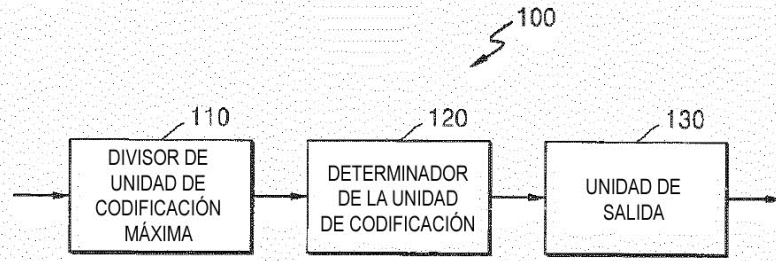 100
110
120
130
DIVISOR DE
UNIDAD DE
CODIFICACIÓN
MÁXIMA
DETERMINADOR
DE LA UNIDAD
DE CODIFICACIÓN
UNIDAD DE
SALIDA